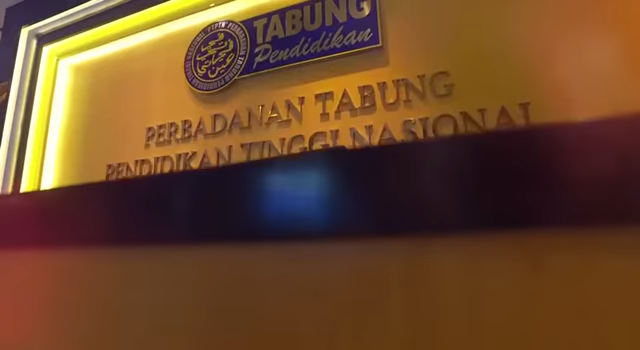 TABUNG
Pendidikan
PERBADANAN TABUNG
PENDIDIKAN TINGGI NASIONAL